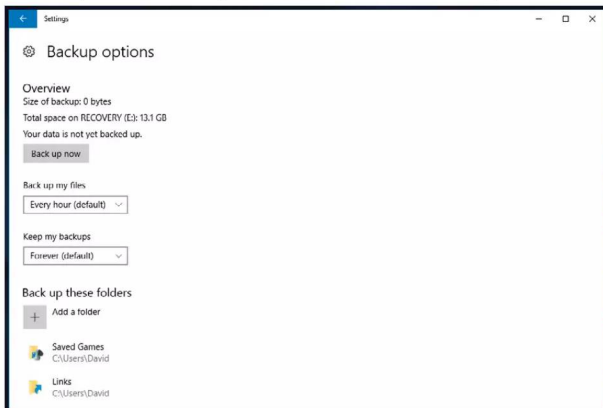 Settings
Backup options
Overview
Size of backup: 0 bytes
Total space on RECOVERY (E:): 13.1 GB
Your data is not yet backed up.
Back up now
Back up my files
Every hour (default)
Keep my backups
Forever (default)
Back up these folders
Add a folder
Saved Games
C:\Users\David
Links
C:\Users\David